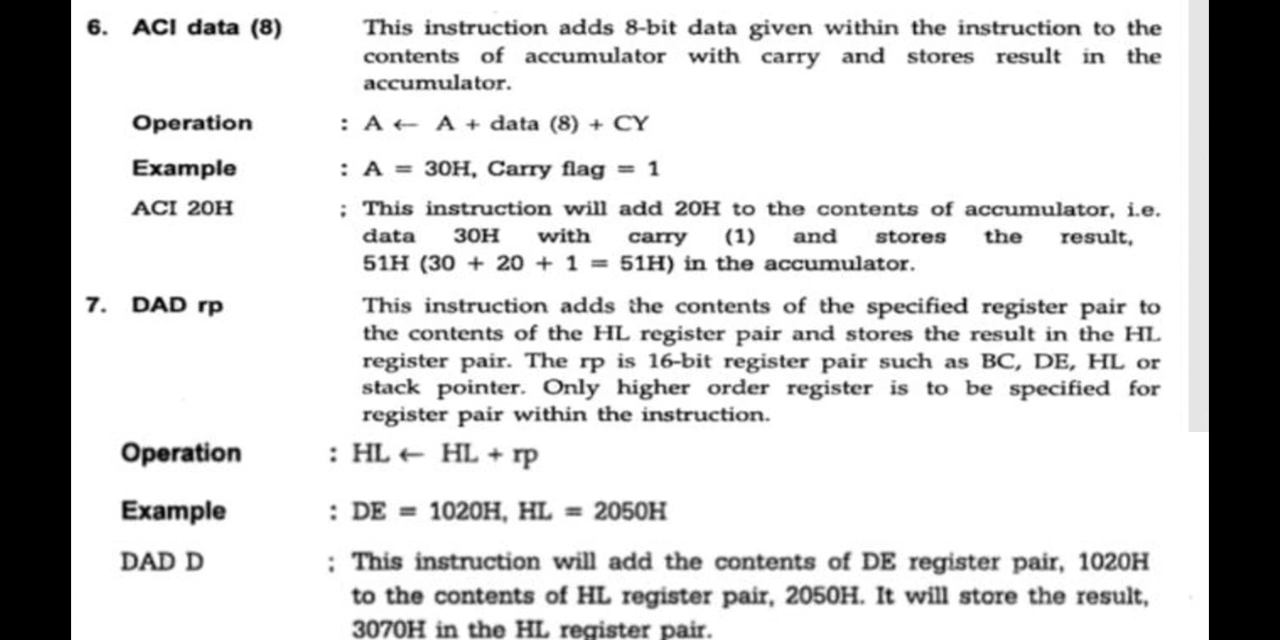 6. ACI data (8) This instruction adds 8-bit data given within the instruction to the
contents of accumulator with carry and stores result in the
accumulator.
Operation : A ← A + data (8) + CY
Example : A = 30H, Carry flag = 1
ACI 20H ; This instruction will add 20H to the contents of accumulator, i.e.
data 30H with carry (1) and stores the result,
51H (30 + 20 + 1 = 51H) in the accumulator.
7. DAD rp This instruction adds the contents of the specified register pair to
the contents of the HL register pair and stores the result in the HL
register pair. The rp is 16-bit register pair such as BC, DE, HL or
stack pointer. Only higher order register is to be specified for
register pair within the instruction.
Operation : HL ← HL + rp
Example : DE = 1020H, HL = 2050H
DAD D ; This instruction will add the contents of DE register pair, 1020H
to the contents of HL register pair, 2050H. It will store the result,
3070H in the HL register pair.